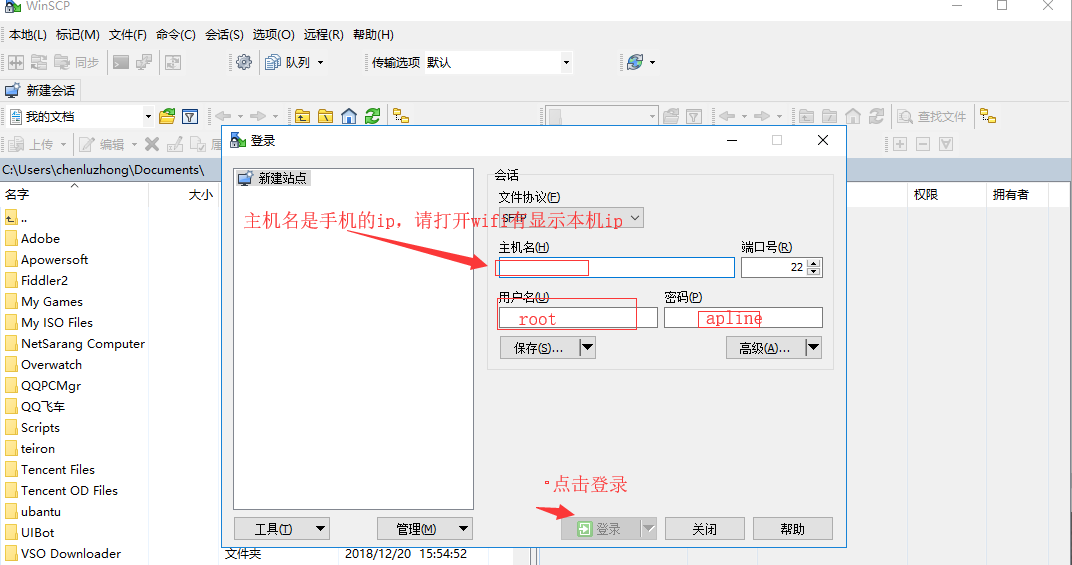 WinSCP
本地(L) 标记(M) 文件(F) 命令(C) 会话(S) 选项(O) 远程(R) 帮助(H)
同步 队列 传输选项 默认
新建会话
我的文档 查找文件
上传 编辑
C:\Users\chenluzhong\Documents\
名字 大小 权限 拥有者
..
Adobe
Apowersoft
Fiddler2
My Games
My ISO Files
NetSarang Computer
Overwatch
QQPCMgr
QQ飞车
Scripts
teiron
Tencent Files
Tencent OD Files
ubantu
UIBot
VSO Downloader 文件夹 2018/12/20 15:54:52
登录
新建站点
会话
文件协议(F)
SFTP
主机名是手机的ip，请打开wifi有显示本机ip
主机名(H) 端口号(R)
22
用户名(U) 密码(P)
root apline
保存(S)... 高级(A)...
点击登录
工具(T) 管理(M) 登录 关闭 帮助